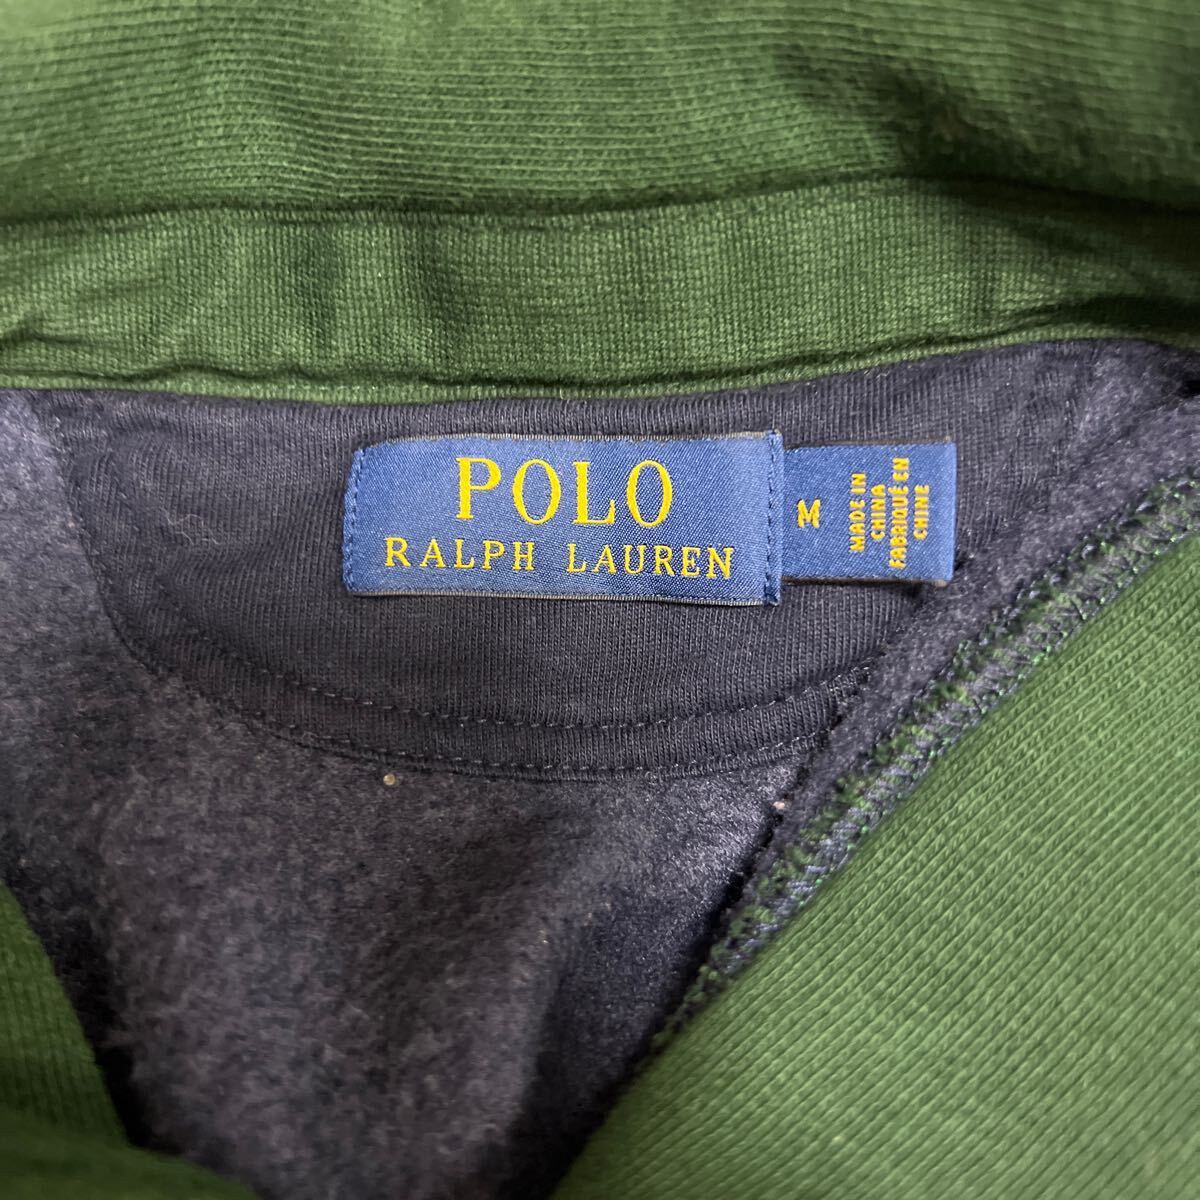 POLO
RALPH LAUREN
M
MADE IN
CHINA
FABRIQUÉ EN
CHINE